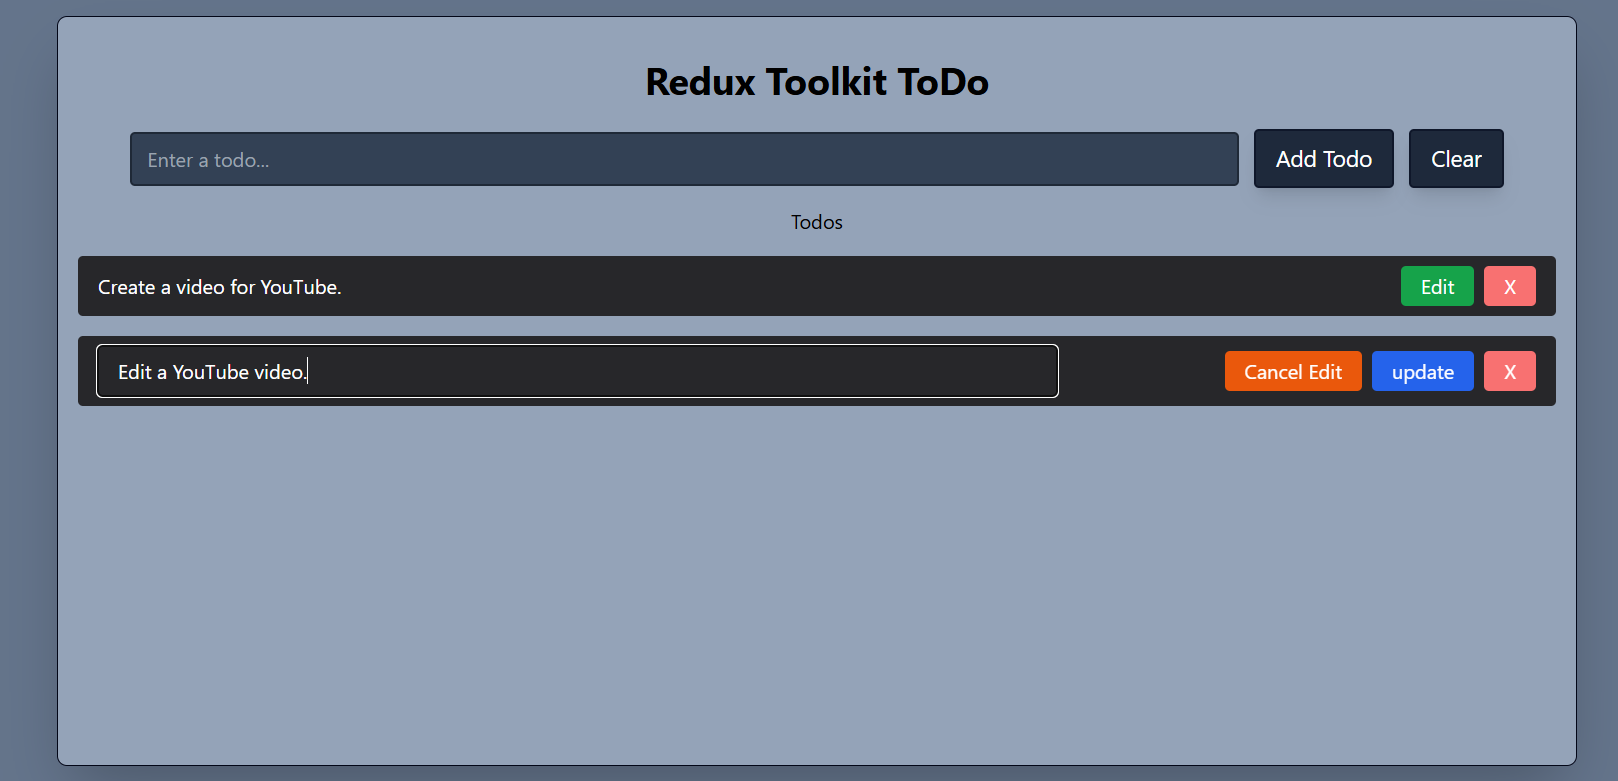 Redux Toolkit ToDo
Enter a todo... Add Todo Clear
Todos
Create a video for YouTube. Edit X
Edit a YouTube video. Cancel Edit update X